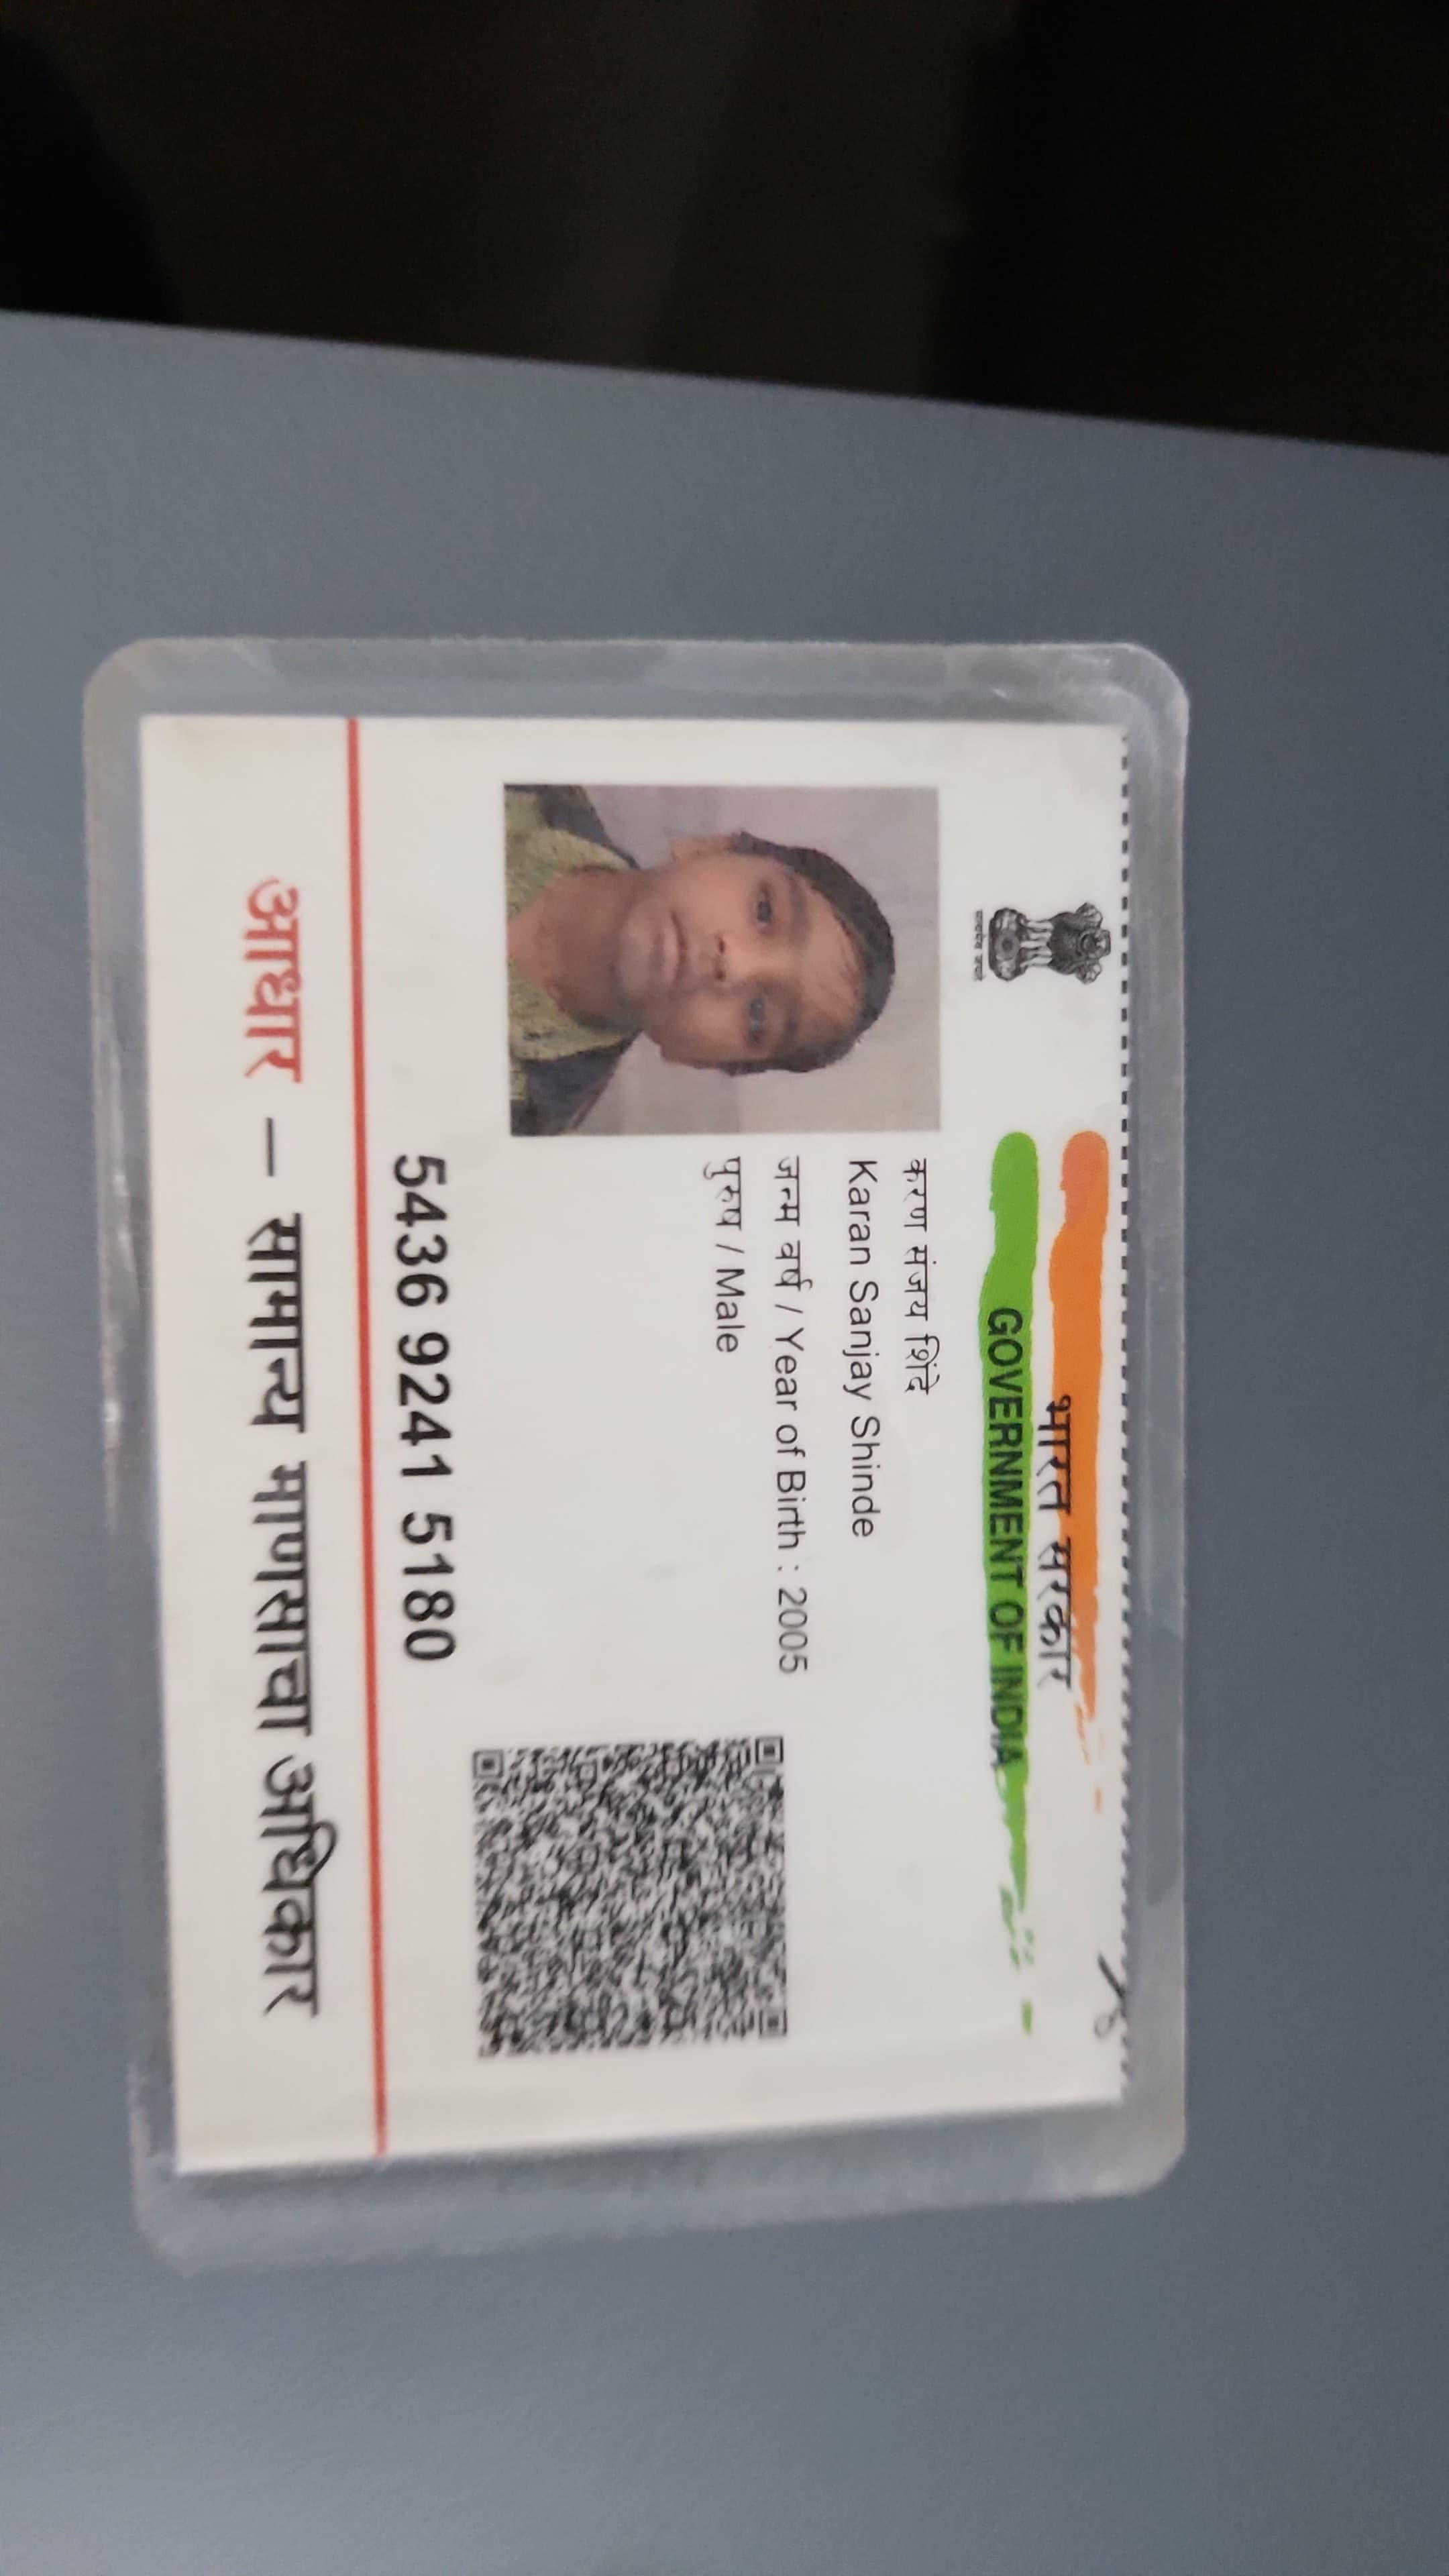 भारत सरकार
GOVERNMENT OF INDIA
करण संजय शिंदे
Karan Sanjay Shinde
जन्म वर्ष / Year of Birth : 2005
पुरुष / Male
5436 9241 5180
आधार – सामान्य माणसाचा अधिकार